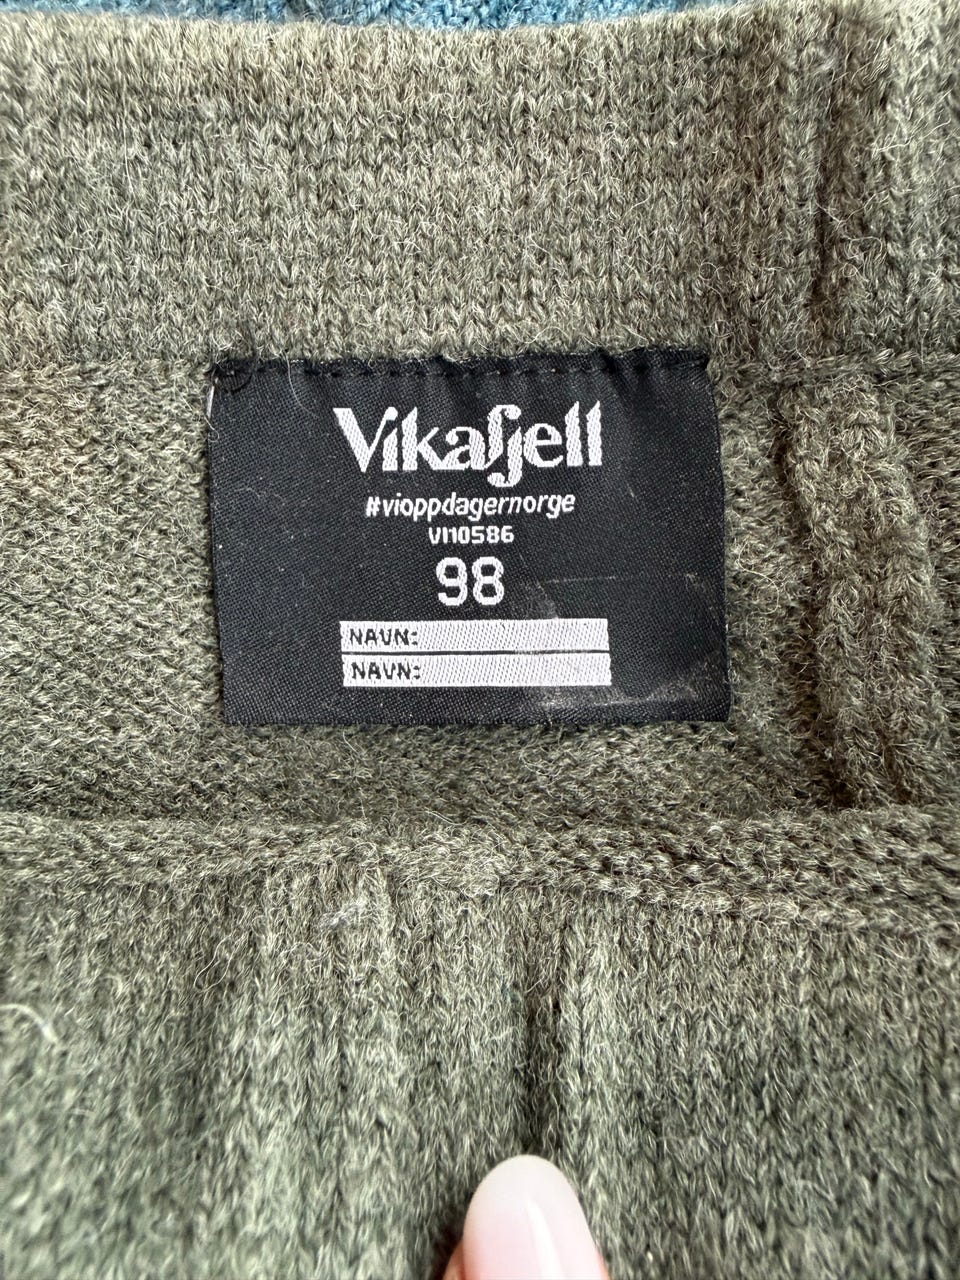 Vikafjell
#vioppdagernorge
VI10586
98
NAVN:
NAVN: